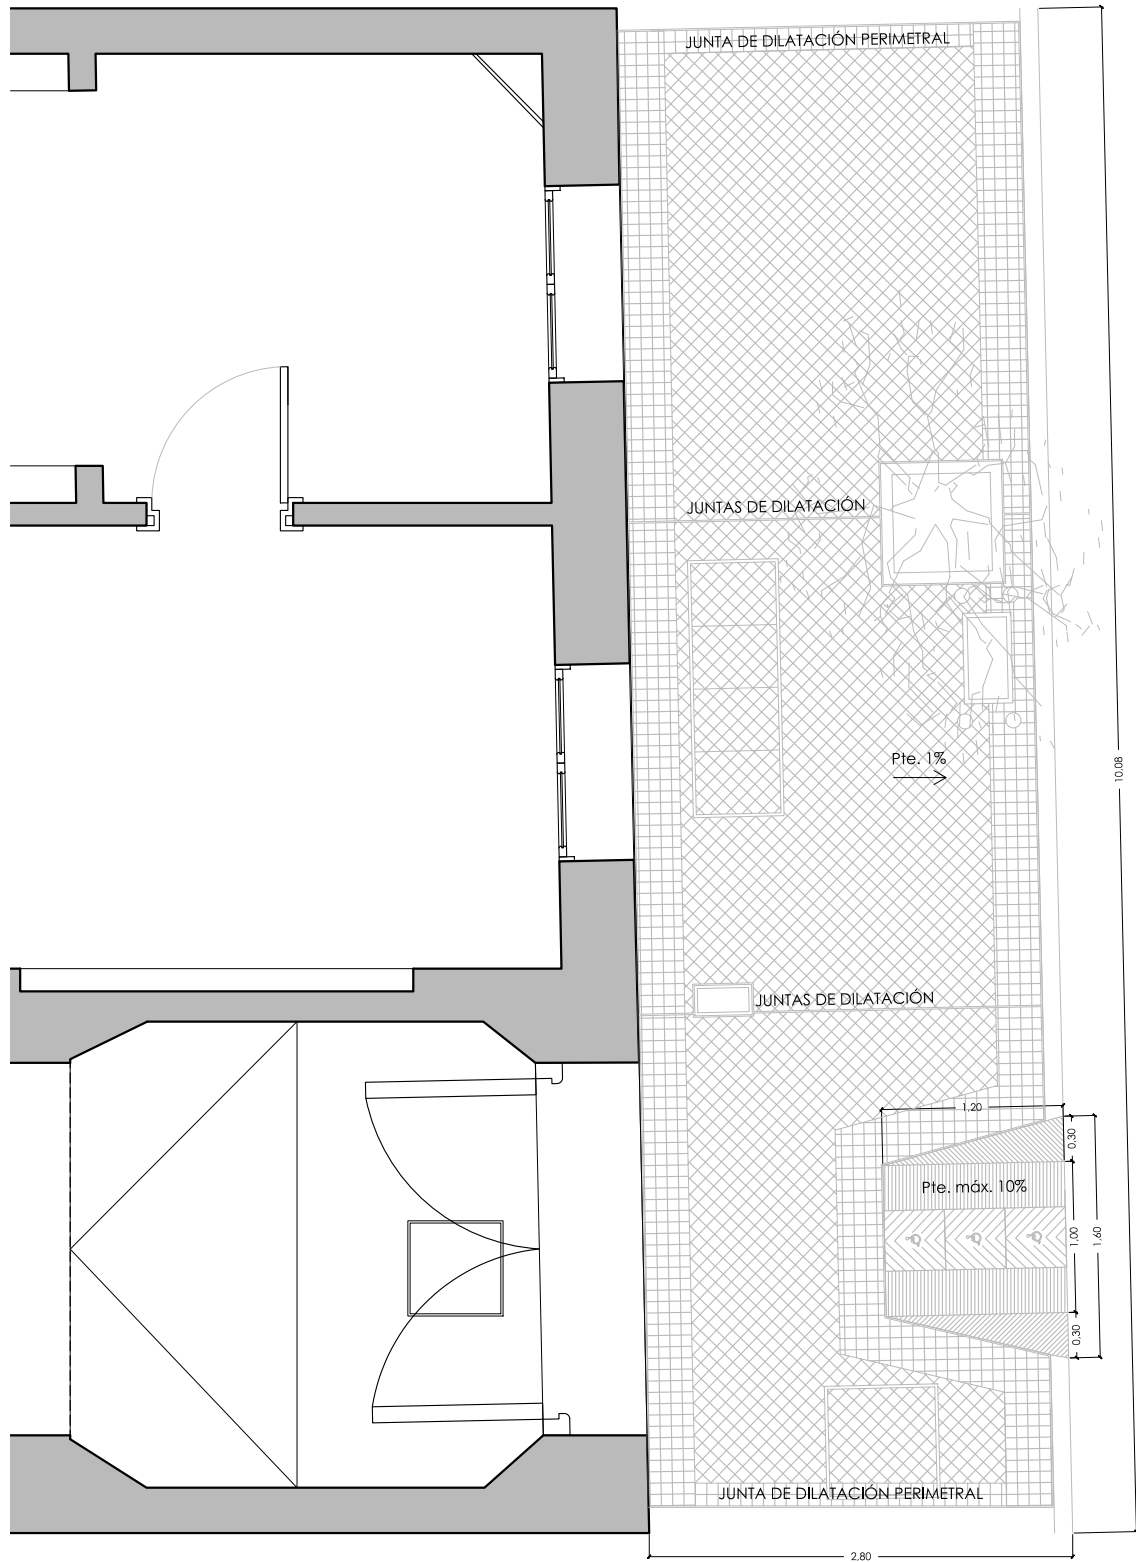 JUNTA DE DILATACIÓN PERIMETRAL
JUNTAS DE DILATACIÓN
Pte. 1%
10,08
JUNTAS DE DILATACIÓN
1,20
0,30
Pte. máx. 10%
1,00
1,60
0,30
JUNTA DE DILATACIÓN PERIMETRAL
2,80